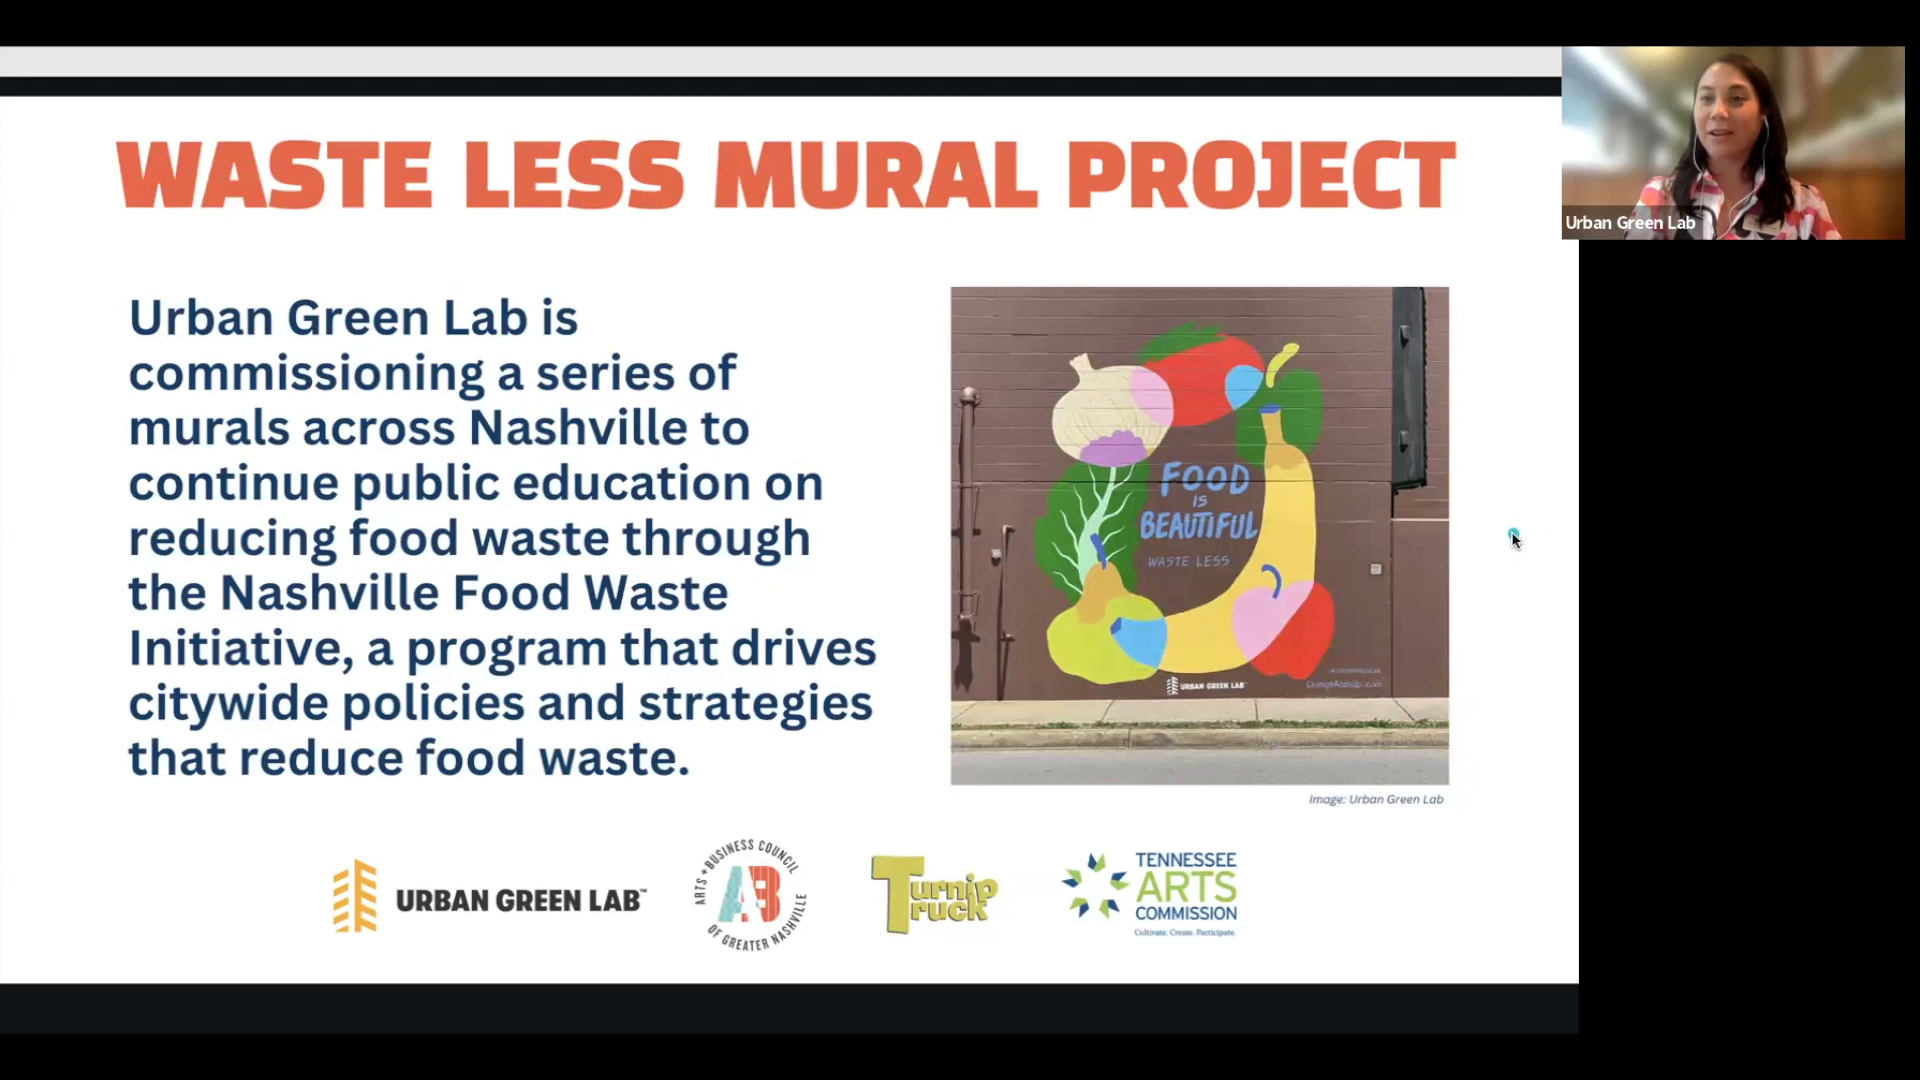 WASTE LESS MURAL PROJECT
Urban Green Lab
Urban Green Lab is
commissioning a series of
murals across Nashville to
continue public education on
reducing food waste through
the Nashville Food Waste
Initiative, a program that drives
citywide policies and strategies
that reduce food waste.
FOOD
IS
BEAUTIFUL
WASTE LESS
URBAN GREEN LAB
Image: Urban Green Lab
URBAN GREEN LAB™
ARTS + BUSINESS COUNCIL
AB
OF GREATER NASHVILLE
Turnip
Truck
TENNESSEE
ARTS
COMMISSION
Cultivate. Create. Participate.